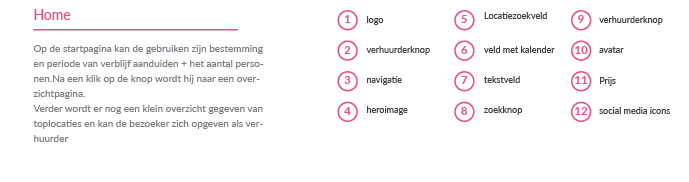 Home
Op de startpagina kan de gebruiken zijn bestemming
en periode van verblijf aanduiden + het aantal perso-
nen.Na een klik op de knop wordt hij naar een over-
zichtpagina.
Verder wordt er nog een klein overzicht gegeven van
toplocaties en kan de bezoeker zich opgeven als ver-
huurder
1 logo
2 verhuurderknop
3 navigatie
4 heroimage
5 Locatiezoekveld
6 veld met kalender
7 tekstveld
8 zoekknop
9 verhuurderknop
10 avatar
11 Prijs
12 social media icons